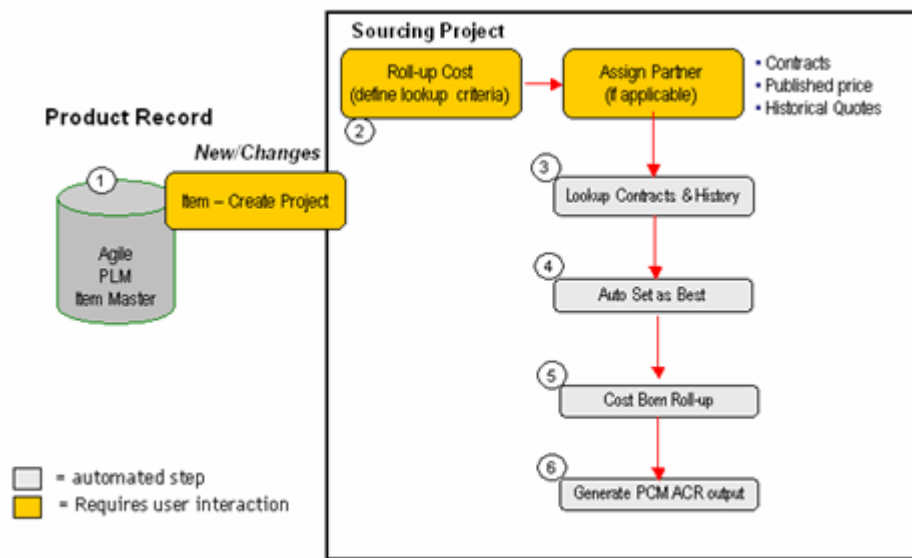 Sourcing Project
Roll-up Cost
(define lookup criteria)
2
Assign Partner
(if applicable)
• Contracts
• Published price
• Historical Quotes
Product Record
New/Changes
1
Item – Create Project
Agile
PLM
Item Master
3
Lookup Contracts & History
4
Auto Set as Best
5
Cost Bom Roll-up
6
Generate PCM ACR output
= automated step
= Requires user interaction